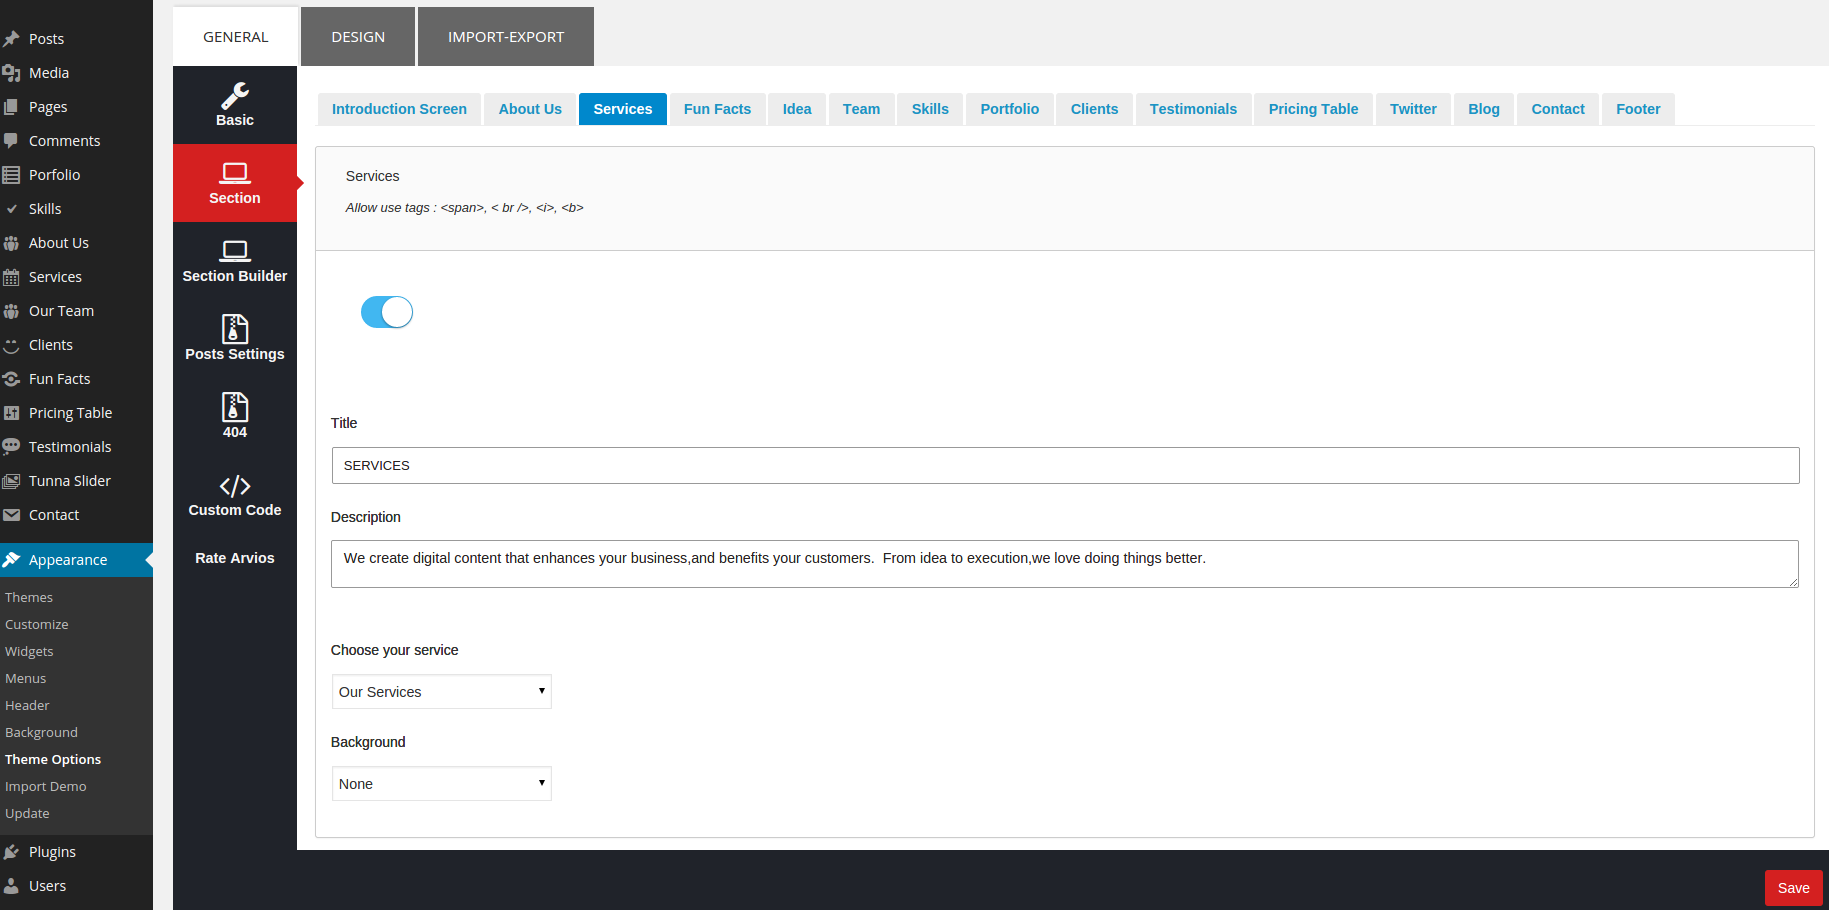 Posts
Media
Pages
Comments
Porfolio
Skills
About Us
Services
Our Team
Clients
Fun Facts
Pricing Table
Testimonials
Tunna Slider
Contact
Appearance
Themes
Customize
Widgets
Menus
Header
Background
Theme Options
Import Demo
Update
Plugins
Users
GENERAL DESIGN IMPORT-EXPORT
Basic
Section
Section Builder
Posts Settings
404
Custom Code
Rate Arvios
Introduction Screen About Us Services Fun Facts Idea Team Skills Portfolio Clients Testimonials Pricing Table Twitter Blog Contact Footer
Services
Allow use tags : <span>, < br />, <i>, <b>
Title
SERVICES
Description
We create digital content that enhances your business,and benefits your customers.  From idea to execution,we love doing things better.
Choose your service
Our Services
Background
None
Save